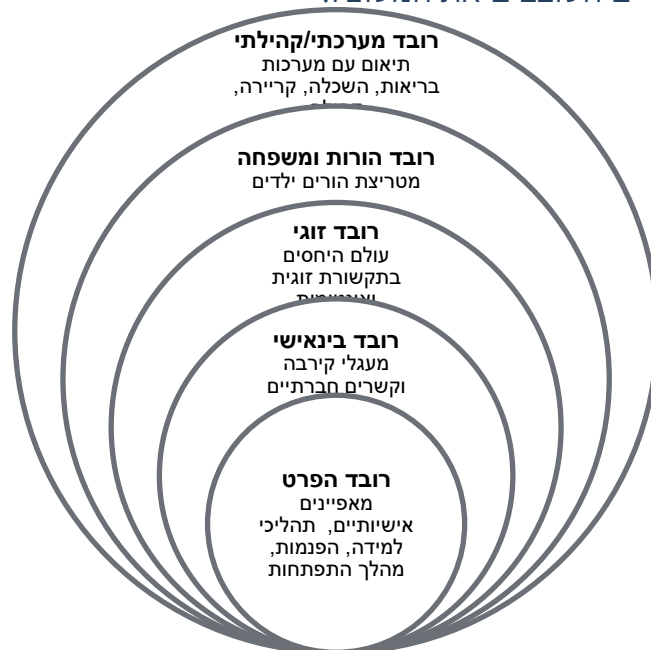 רובד מערכתי/קהילתי
תיאום עם מערכות
בריאות, השכלה, קריירה,
רובד הורות ומשפחה
מטריצת הורים ילדים
רובד זוגי
עולם היחסים
בתקשורת זוגית
רובד בינאישי
מעגלי קירבה
וקשרים חברתיים
רובד הפרט
מאפיינים
אישיותיים, תהליכי
למידה, הפנמות,
מהלך התפתחות